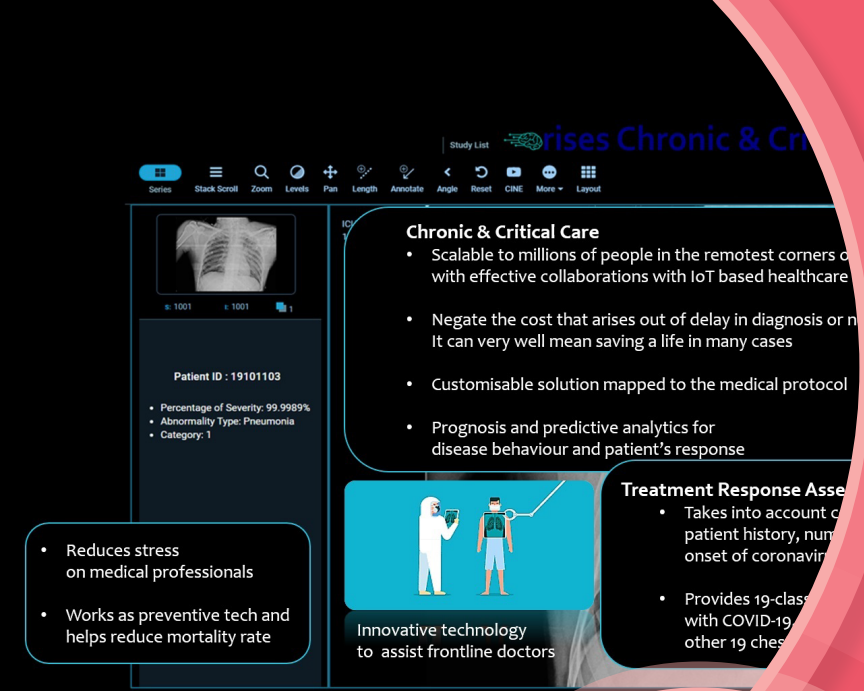 rises Chronic & Cri
Study List
Series
Stack Scroll
Zoom
Levels
Pan
Length
Annotate
Angle
Reset
CINE
More
Layout
s: 1001
1
Patient ID : 19101103
• Percentage of Severity: 99.9989%
• Abnormality Type: Pneumonia
• Category: 1
Chronic & Critical Care
• Scalable to millions of people in the remotest corners
with effective collaborations with IoT based healthcare
• Negate the cost that arises out of delay in diagnosis or
It can very well mean saving a life in many cases
• Customisable solution mapped to the medical protocol
• Prognosis and predictive analytics for
disease behaviour and patient’s response
• Reduces stress
on medical professionals
• Works as preventive tech and
helps reduce mortality rate
Innovative technology
to assist frontline doctors
Treatment Response Asse
• Takes into account
patient history, num
onset of coronavir
• Provides 19-class
with COVID-19,
other 19 ches